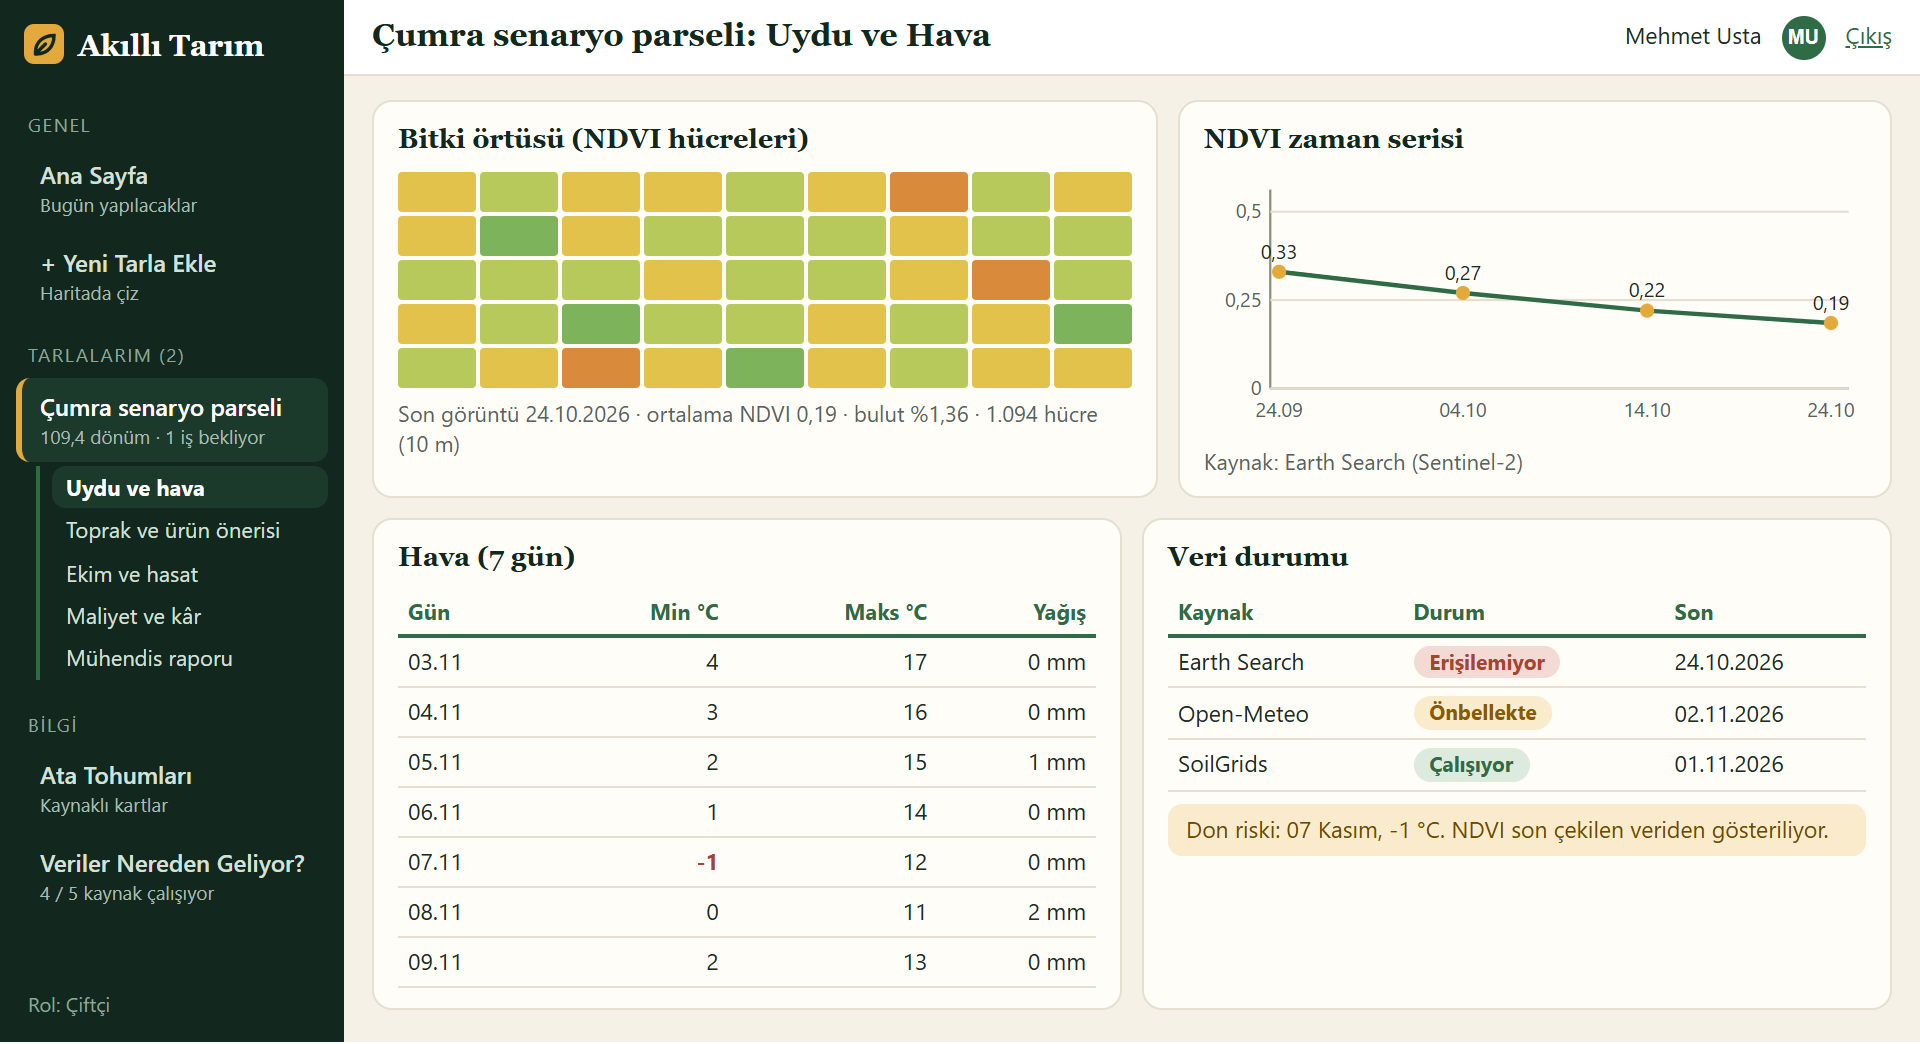 Akıllı Tarım
GENEL
Ana Sayfa
Bugün yapılacaklar
+ Yeni Tarla Ekle
Haritada çiz
TARLALARIM (2)
Çumra senaryo parseli
109,4 dönüm · 1 iş bekliyor
Uydu ve hava
Toprak ve ürün önerisi
Ekim ve hasat
Maliyet ve kâr
Mühendis raporu
BİLGİ
Ata Tohumları
Kaynaklı kartlar
Veriler Nereden Geliyor?
4 / 5 kaynak çalışıyor
Rol: Çiftçi
Çumra senaryo parseli: Uydu ve Hava
Mehmet Usta MU Çıkış
Bitki örtüsü (NDVI hücreleri)
Son görüntü 24.10.2026 · ortalama NDVI 0,19 · bulut %1,36 · 1.094 hücre
(10 m)
NDVI zaman serisi
0,5
0,25
0
0,33
0,27
0,22
0,19
24.09 04.10 14.10 24.10
Kaynak: Earth Search (Sentinel-2)
Hava (7 gün)
Gün Min °C Maks °C Yağış
03.11 4 17 0 mm
04.11 3 16 0 mm
05.11 2 15 1 mm
06.11 1 14 0 mm
07.11 -1 12 0 mm
08.11 0 11 2 mm
09.11 2 13 0 mm
Veri durumu
Kaynak Durum Son
Earth Search Erişilemiyor 24.10.2026
Open-Meteo Önbellekte 02.11.2026
SoilGrids Çalışıyor 01.11.2026
Don riski: 07 Kasım, -1 °C. NDVI son çekilen veriden gösteriliyor.